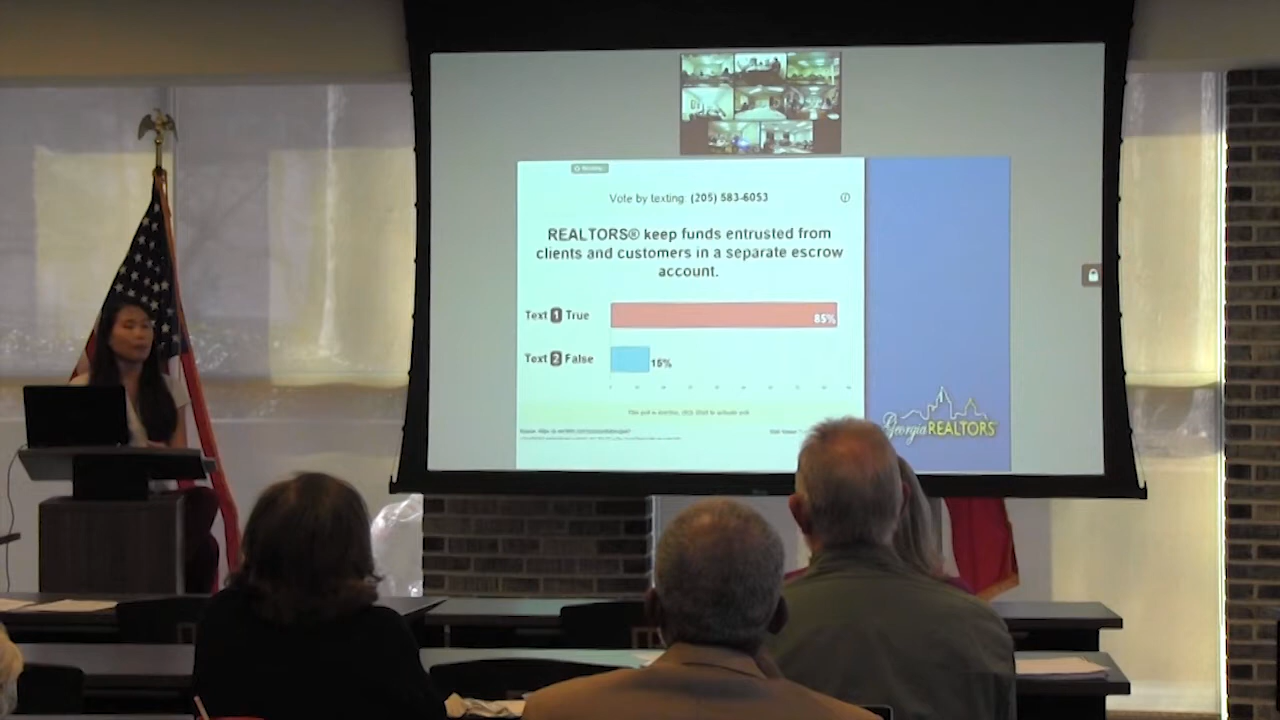 Vote by texting (205) 583-6053
REALTORS® keep funds entrusted from
clients and customers in a separate escrow
account.
Text 1 True
85%
Text 2 False
15%
Georgia REALTORS